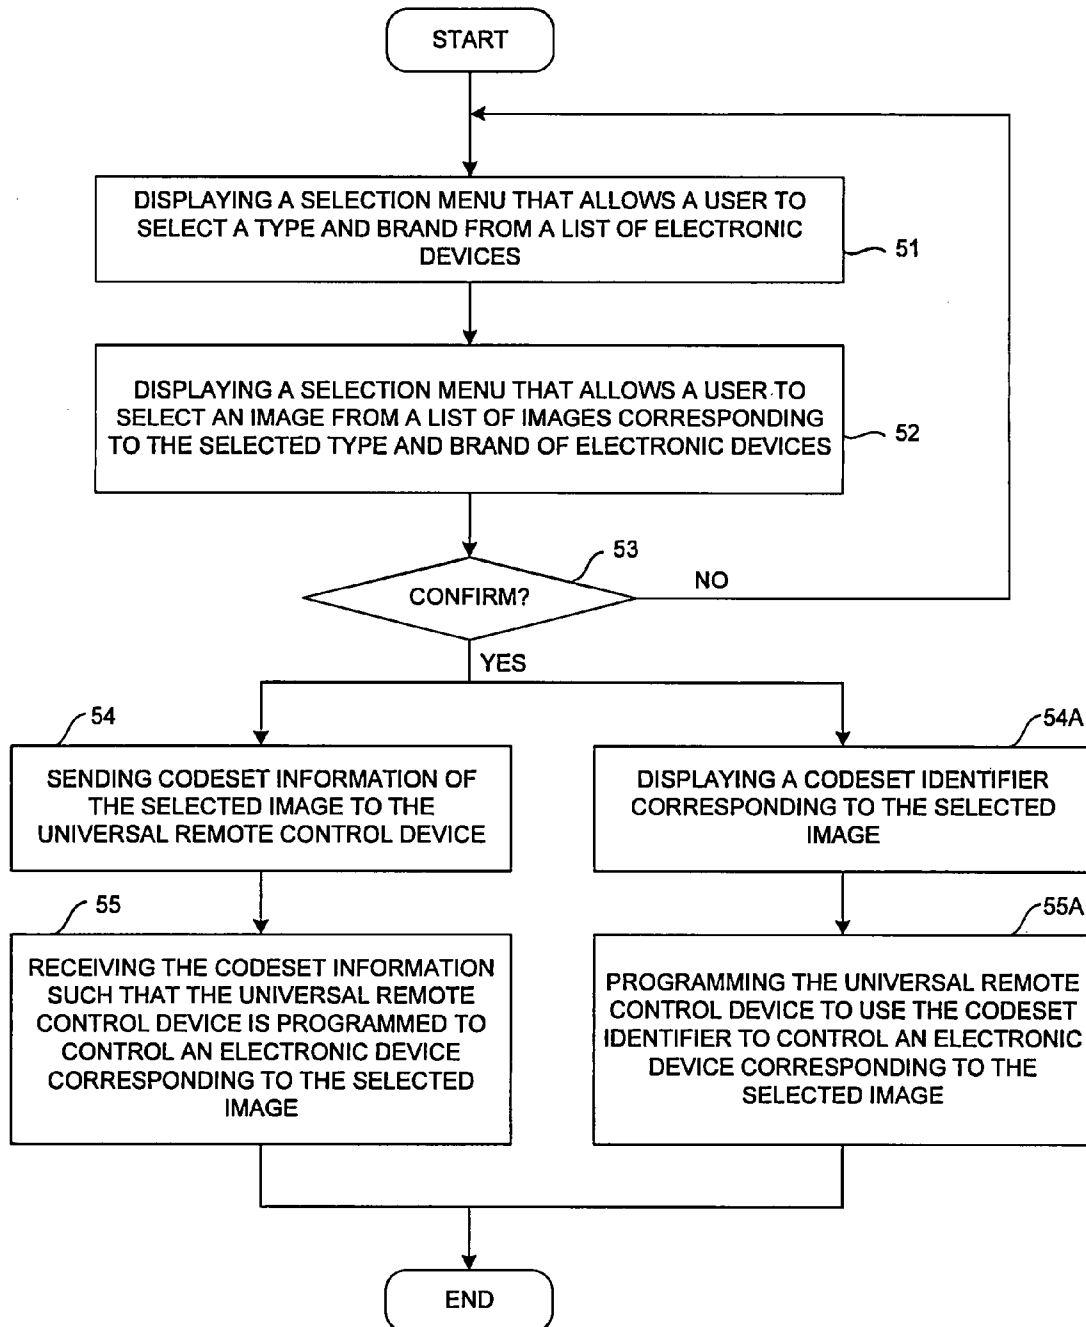 START
DISPLAYING A SELECTION MENU THAT ALLOWS A USER TO
SELECT A TYPE AND BRAND FROM A LIST OF ELECTRONIC
DEVICES
51
DISPLAYING A SELECTION MENU THAT ALLOWS A USER TO
SELECT AN IMAGE FROM A LIST OF IMAGES CORRESPONDING
TO THE SELECTED TYPE AND BRAND OF ELECTRONIC DEVICES
52
53
CONFIRM?
NO
YES
54
SENDING CODESET INFORMATION OF
THE SELECTED IMAGE TO THE
UNIVERSAL REMOTE CONTROL DEVICE
54A
DISPLAYING A CODESET IDENTIFIER
CORRESPONDING TO THE SELECTED
IMAGE
55
RECEIVING THE CODESET INFORMATION
SUCH THAT THE UNIVERSAL REMOTE
CONTROL DEVICE IS PROGRAMMED TO
CONTROL AN ELECTRONIC DEVICE
CORRESPONDING TO THE SELECTED
IMAGE
55A
PROGRAMMING THE UNIVERSAL REMOTE
CONTROL DEVICE TO USE THE CODESET
IDENTIFIER TO CONTROL AN ELECTRONIC
DEVICE CORRESPONDING TO THE
SELECTED IMAGE
END